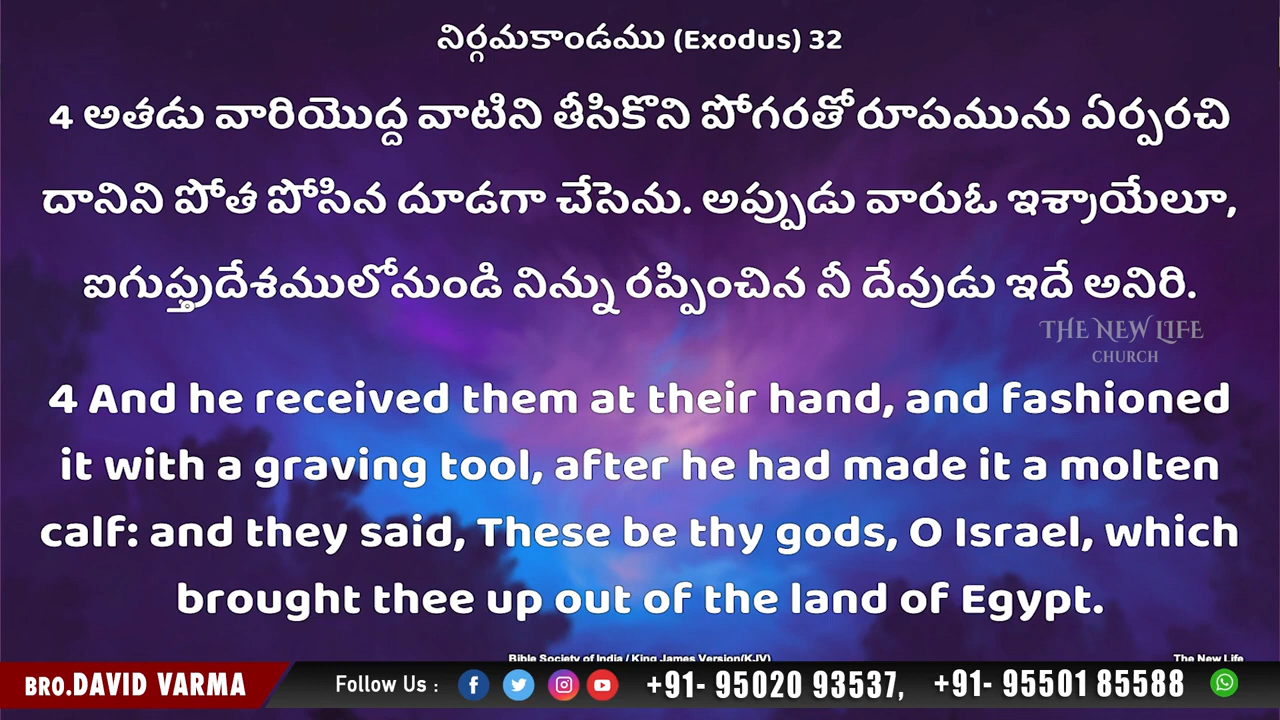 నిర్గమకాండము (Exodus) 32
4 అతడు వారియొద్ద వాటిని తీసికొని పోగరతో రూపమును ఏర్పరచి
దానిని పోత పోసిన దూడగా చేసెను. అప్పుడు వారుఓ ఇశ్రాయేలూ,
ఐగుప్తుదేశములోనుండి నిన్ను రప్పించిన నీ దేవుడు ఇదే అనిరి.
THE NEW LIFE
CHURCH
4 And he received them at their hand, and fashioned
it with a graving tool, after he had made it a molten
calf: and they said, These be thy gods, O Israel, which
brought thee up out of the land of Egypt.
Bible Society of India / King James Version(KJV)
The New Life
BRO.DAVID VARMA
Follow Us :
+91- 95020 93537,
+91- 95501 85588